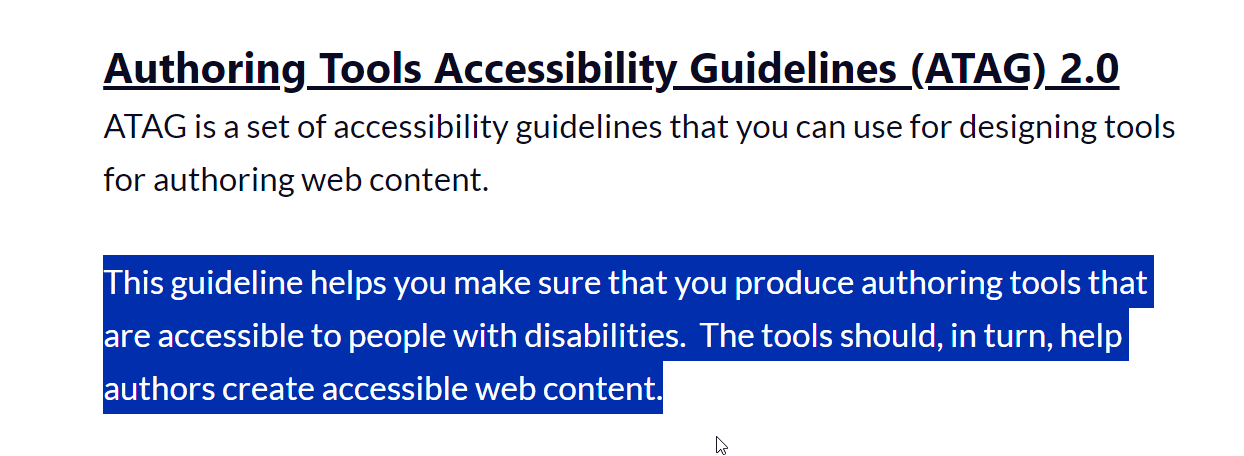 Authoring Tools Accessibility Guidelines (ATAG) 2.0
ATAG is a set of accessibility guidelines that you can use for designing tools
for authoring web content.
This guideline helps you make sure that you produce authoring tools that
are accessible to people with disabilities.  The tools should, in turn, help
authors create accessible web content.